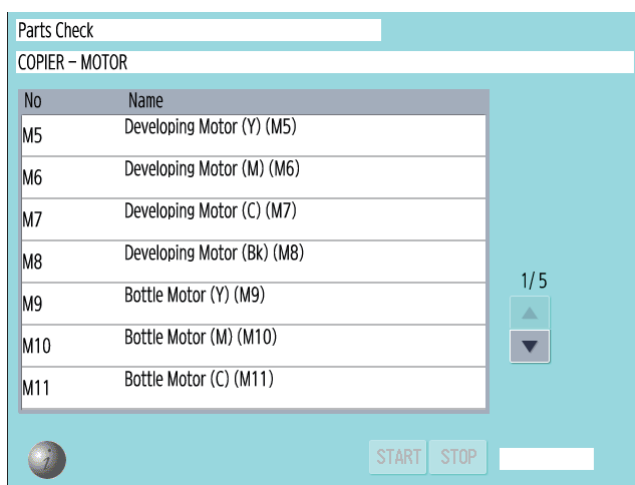 Parts Check
COPIER – MOTOR
No Name
M5 Developing Motor (Y) (M5)
M6 Developing Motor (M) (M6)
M7 Developing Motor (C) (M7)
M8 Developing Motor (Bk) (M8)
M9 Bottle Motor (Y) (M9)
M10 Bottle Motor (M) (M10)
M11 Bottle Motor (C) (M11)
1/5
i
START STOP